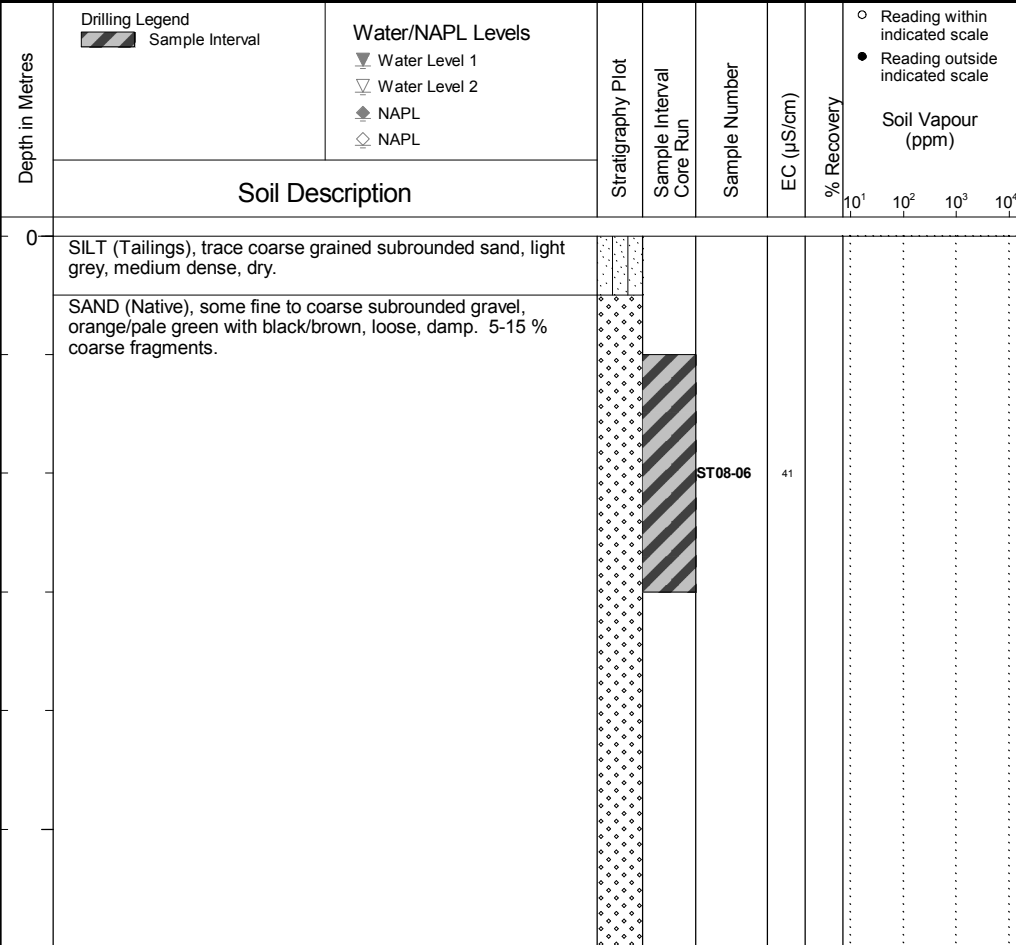 Depth in Metres
Drilling Legend
Sample Interval
Water/NAPL Levels
Water Level 1
Water Level 2
NAPL
NAPL
Soil Description
Stratigraphy Plot
Sample Interval
Core Run
Sample Number
EC (µS/cm)
% Recovery
Reading within
indicated scale
Reading outside
indicated scale
Soil Vapour
(ppm)
10¹ 10² 10³ 10⁴
0
SILT (Tailings), trace coarse grained subrounded sand, light
grey, medium dense, dry.
SAND (Native), some fine to coarse subrounded gravel,
orange/pale green with black/brown, loose, damp. 5-15 %
coarse fragments.
ST08-06 41